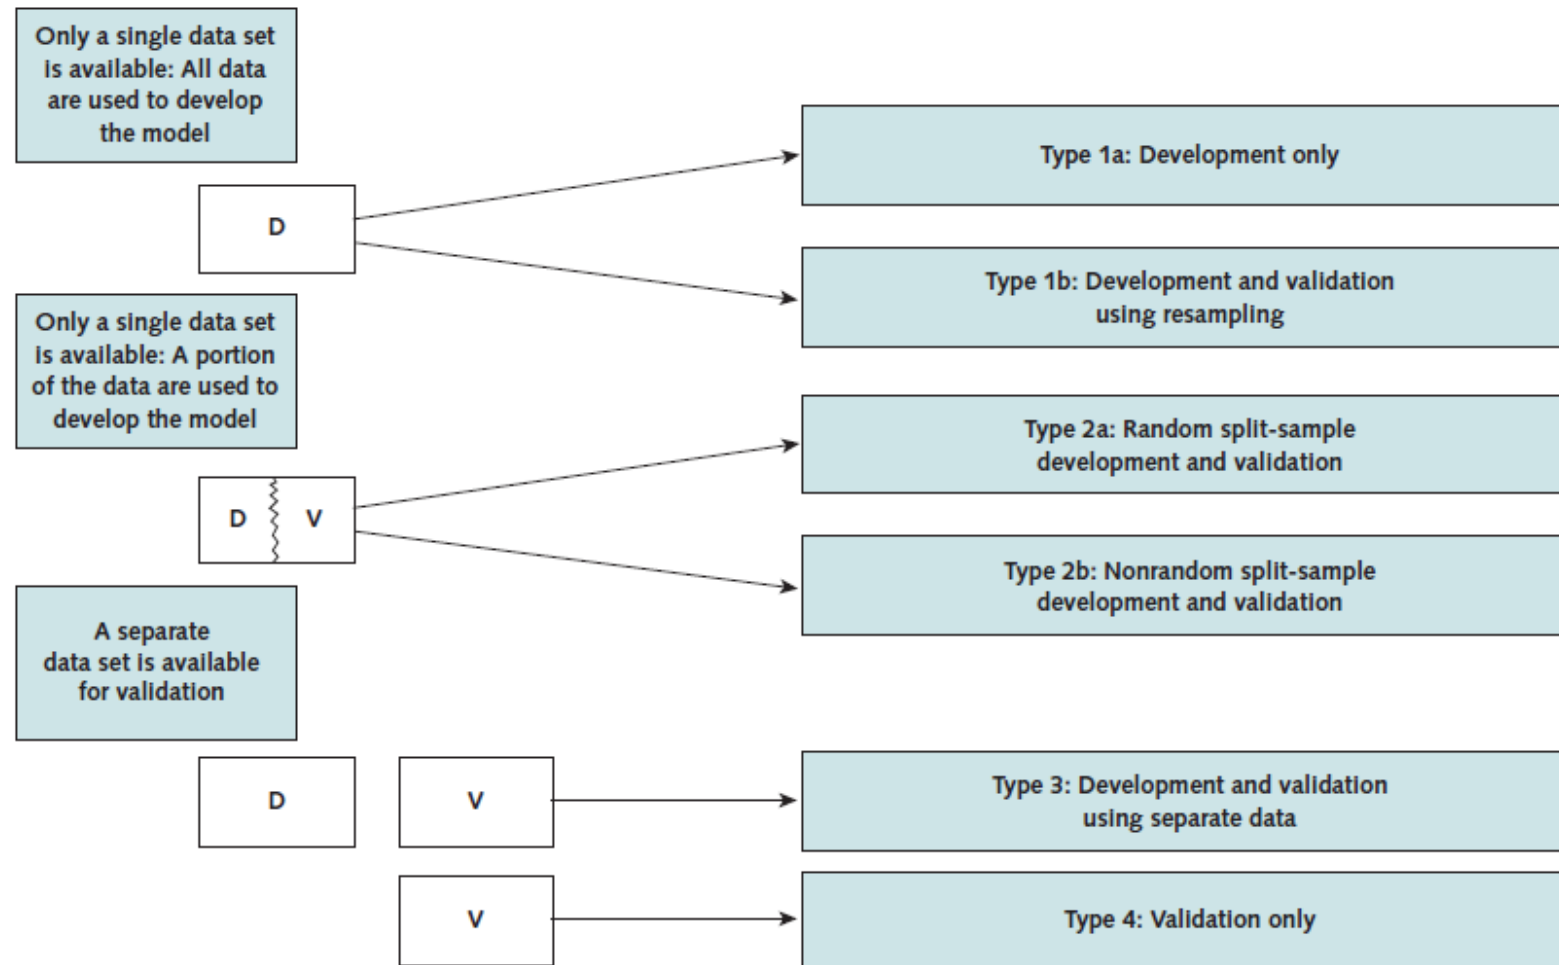 Only a single data set
is available: All data
are used to develop
the model
D
Type 1a: Development only
Type 1b: Development and validation
using resampling
Only a single data set
is available: A portion
of the data are used to
develop the model
D V
Type 2a: Random split-sample
development and validation
Type 2b: Nonrandom split-sample
development and validation
A separate
data set is available
for validation
D
V
Type 3: Development and validation
using separate data
V
Type 4: Validation only